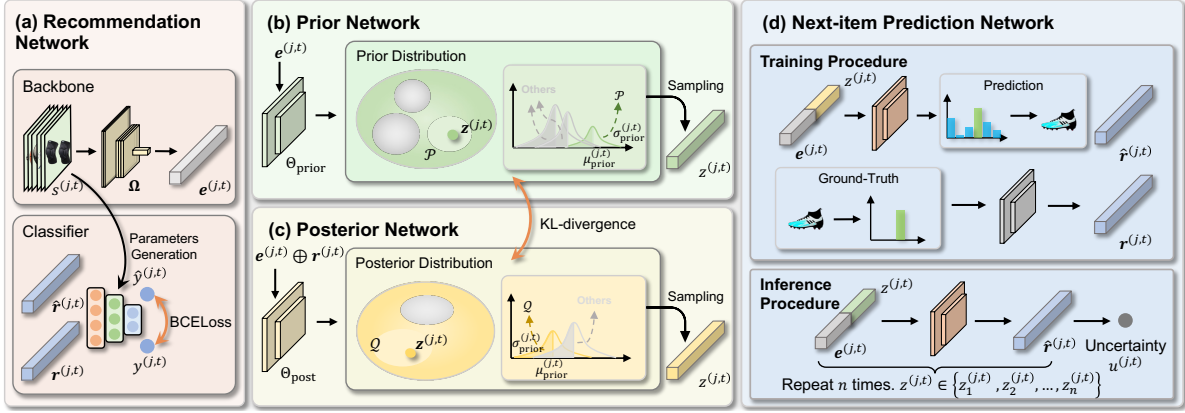 (a) Recommendation
Network
Backbone
s^{(j,t)}
Ω
e^{(j,t)}
Classifier
Parameters
Generation
r̂^{(j,t)}
ŷ^{(j,t)}
BCELoss
r^{(j,t)}
y^{(j,t)}
(b) Prior Network
e^{(j,t)}
Θ_prior
Prior Distribution
z^{(j,t)}
𝒫
Others
𝒫
σ_prior^{(j,t)}
μ_prior^{(j,t)}
Sampling
z^{(j,t)}
KL-divergence
(c) Posterior Network
e^{(j,t)} ⊕ r^{(j,t)}
Θ_post
Posterior Distribution
z^{(j,t)}
𝒬
𝒬
Others
σ_prior^{(j,t)}
μ_prior^{(j,t)}
Sampling
z^{(j,t)}
(d) Next-item Prediction Network
Training Procedure
z^{(j,t)}
e^{(j,t)}
Prediction
r̂^{(j,t)}
Ground-Truth
r^{(j,t)}
Inference
Procedure
z^{(j,t)}
e^{(j,t)}
r̂^{(j,t)}
Uncertainty
u^{(j,t)}
Repeat n times. z^{(j,t)} ∈ {z_1^{(j,t)}, z_2^{(j,t)}, ..., z_n^{(j,t)}}